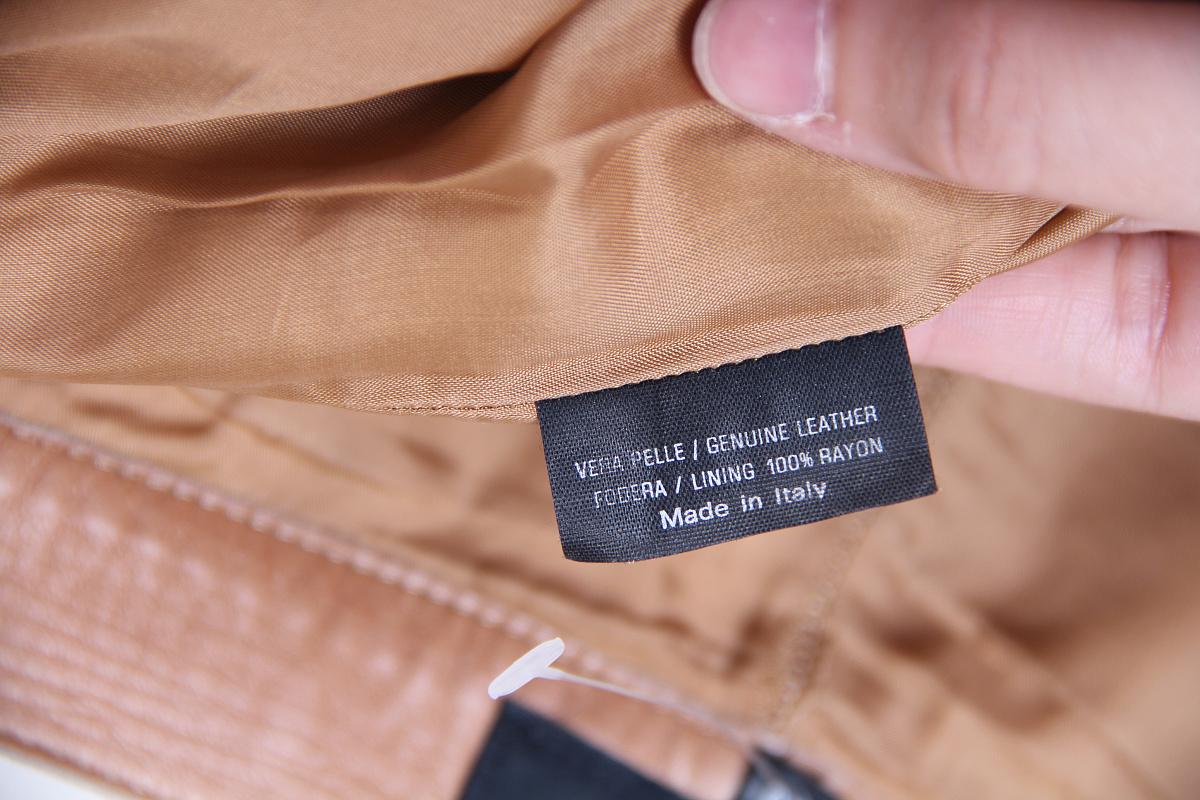 VERA PELLE / GENUINE LEATHER
FODERA / LINING 100% RAYON
Made in Italy